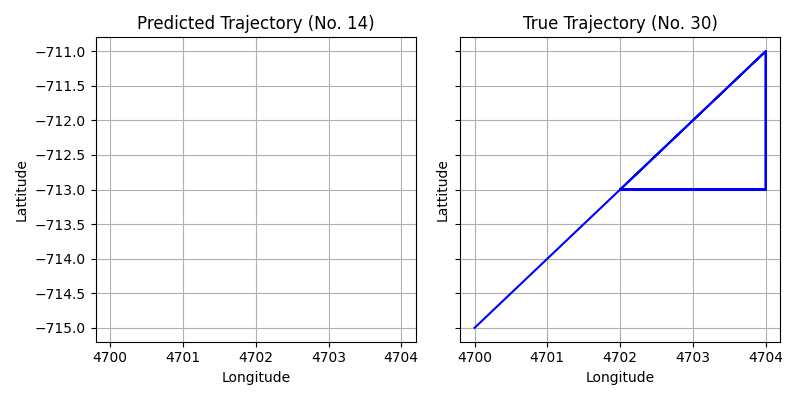 Predicted Trajectory (No. 14)
True Trajectory (No. 30)
−711.0
−711.5
−712.0
−712.5
−713.0
−713.5
−714.0
−714.5
−715.0
Lattitude
Lattitude
4700 4701 4702 4703 4704
4700 4701 4702 4703 4704
Longitude
Longitude